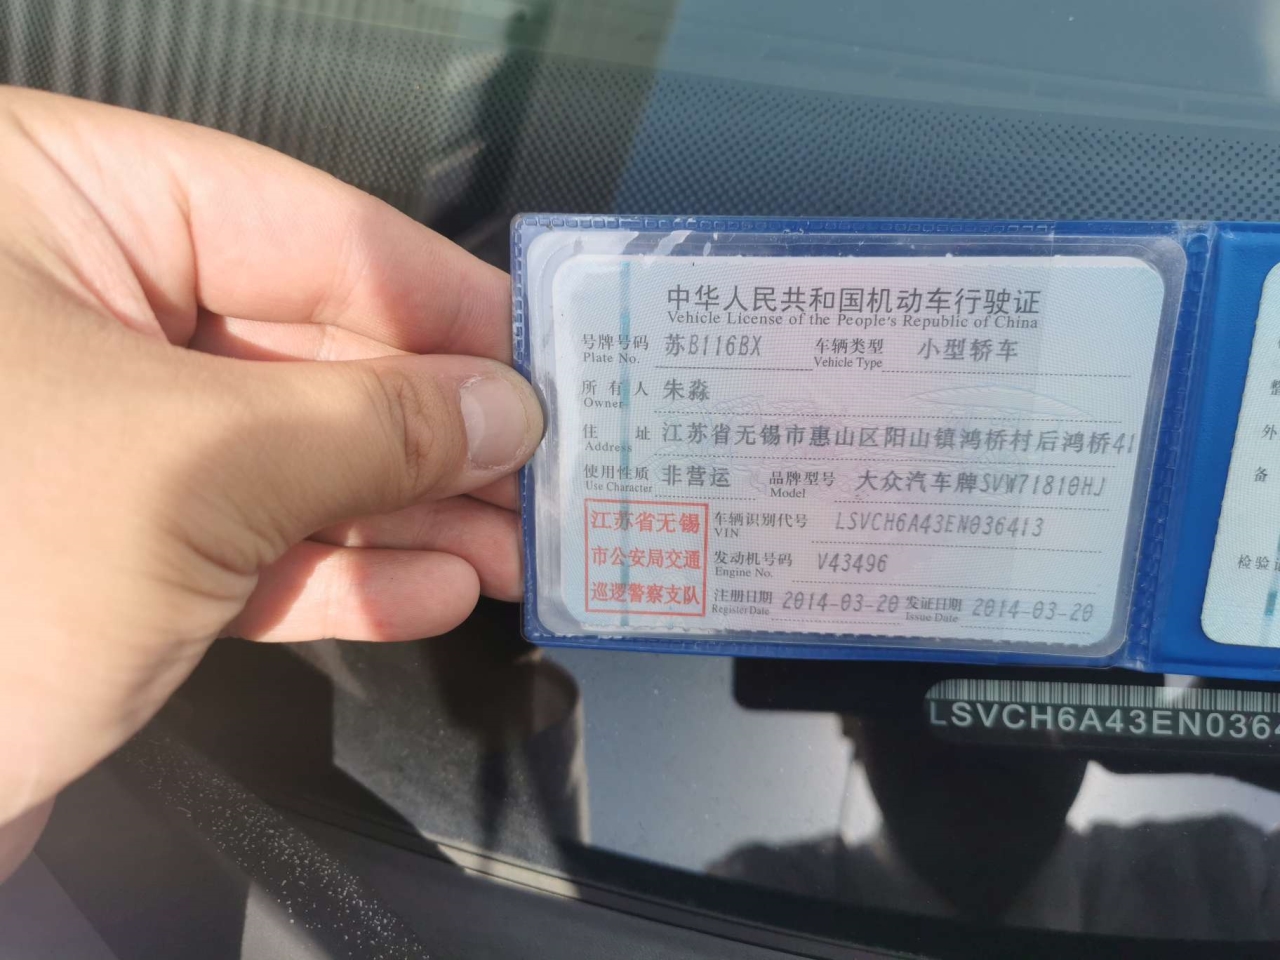 中华人民共和国机动车行驶证
Vehicle License of the People's Republic of China
号牌号码 苏B116BX 车辆类型 小型轿车
Plate No. Vehicle Type
所有人 朱淼
Owner
住址 江苏省无锡市惠山区阳山镇鸿桥村后鸿桥41
Address
使用性质 非营运 品牌型号 大众汽车牌SVW71810HJ
Use Character Model
江苏省无锡
市公安局交通
巡逻警察支队
车辆识别代号 LSVCH6A43EN036413
VIN
发动机号码 V43496
Engine No.
注册日期 2014-03-20 发证日期 2014-03-20
Register Date Issue Date
外
备
检验
LSVCH6A43EN036